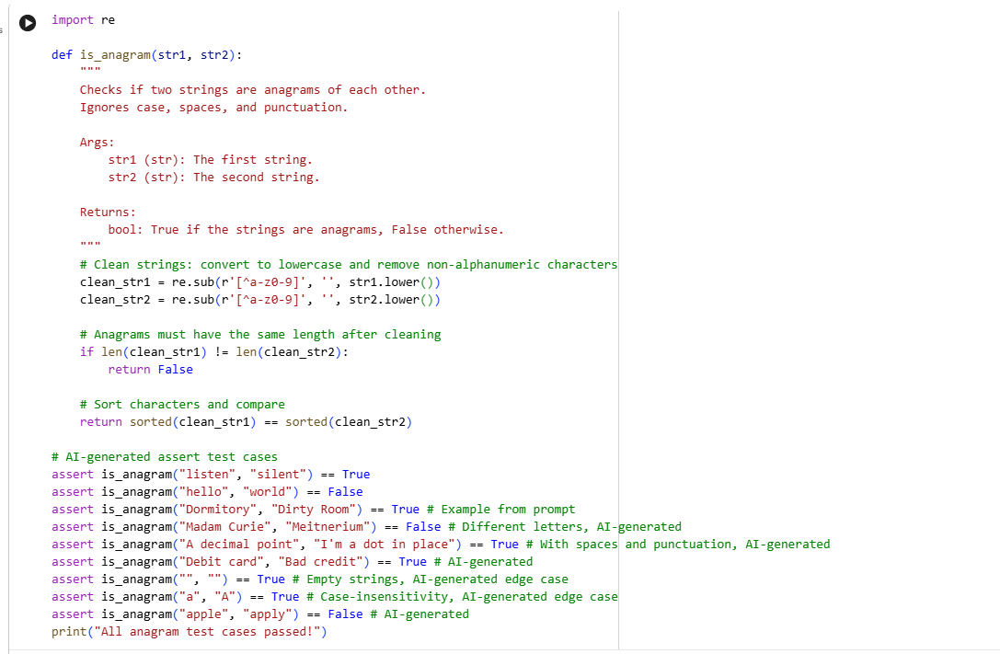 import re

def is_anagram(str1, str2):
    """
    Checks if two strings are anagrams of each other.
    Ignores case, spaces, and punctuation.

    Args:
        str1 (str): The first string.
        str2 (str): The second string.

    Returns:
        bool: True if the strings are anagrams, False otherwise.
    """
    # Clean strings: convert to lowercase and remove non-alphanumeric characters
    clean_str1 = re.sub(r'[^a-z0-9]', '', str1.lower())
    clean_str2 = re.sub(r'[^a-z0-9]', '', str2.lower())

    # Anagrams must have the same length after cleaning
    if len(clean_str1) != len(clean_str2):
        return False

    # Sort characters and compare
    return sorted(clean_str1) == sorted(clean_str2)

# AI-generated assert test cases
assert is_anagram("listen", "silent") == True
assert is_anagram("hello", "world") == False
assert is_anagram("Dormitory", "Dirty Room") == True # Example from prompt
assert is_anagram("Madam Curie", "Meitnerium") == False # Different letters, AI-generated
assert is_anagram("A decimal point", "I'm a dot in place") == True # With spaces and punctuation, AI-generated
assert is_anagram("Debit card", "Bad credit") == True # AI-generated
assert is_anagram("", "") == True # Empty strings, AI-generated edge case
assert is_anagram("a", "A") == True # Case-insensitivity, AI-generated edge case
assert is_anagram("apple", "apply") == False # AI-generated
print("All anagram test cases passed!")